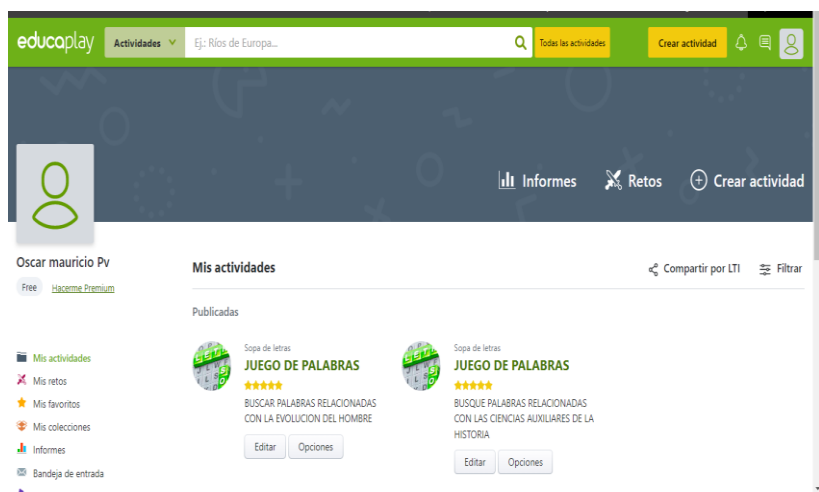 educaplay
Actividades
Ej.: Ríos de Europa...
Todas las actividades
Crear actividad
Informes
Retos
Crear actividad
Oscar mauricio Pv
Free
Hacerme Premium
Mis actividades
Compartir por LTI
Filtrar
Publicadas
Mis actividades
Mis retos
Mis favoritos
Mis colecciones
Informes
Bandeja de entrada
Sopa de letras
JUEGO DE PALABRAS
BUSCAR PALABRAS RELACIONADAS
CON LA EVOLUCION DEL HOMBRE
Editar
Opciones
Sopa de letras
JUEGO DE PALABRAS
BUSQUE PALABRAS RELACIONADAS
CON LAS CIENCIAS AUXILIARES DE LA
HISTORIA
Editar
Opciones